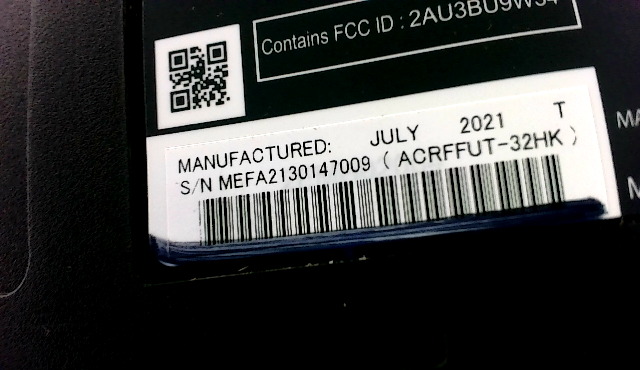 Contains FCC ID : 2AU3BU9W34
MANUFACTURED: JULY 2021 T
S/N MEFA2130147009 ( ACRFFUT-32HK )